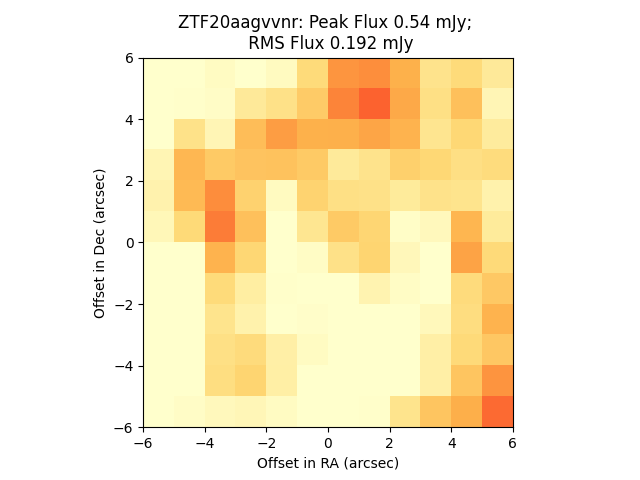 ZTF20aagvvnr: Peak Flux 0.54 mJy;
RMS Flux 0.192 mJy
6
4
2
0
−2
−4
−6
Offset in Dec (arcsec)
−6 −4 −2 0 2 4 6
Offset in RA (arcsec)